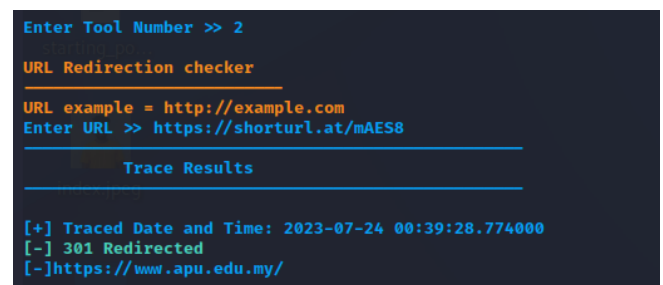 Enter Tool Number >> 2
URL Redirection checker
URL example = http://example.com
Enter URL >> https://shorturl.at/mAES8
Trace Results
[+] Traced Date and Time: 2023-07-24 00:39:28.774000
[-] 301 Redirected
[-]https://www.apu.edu.my/